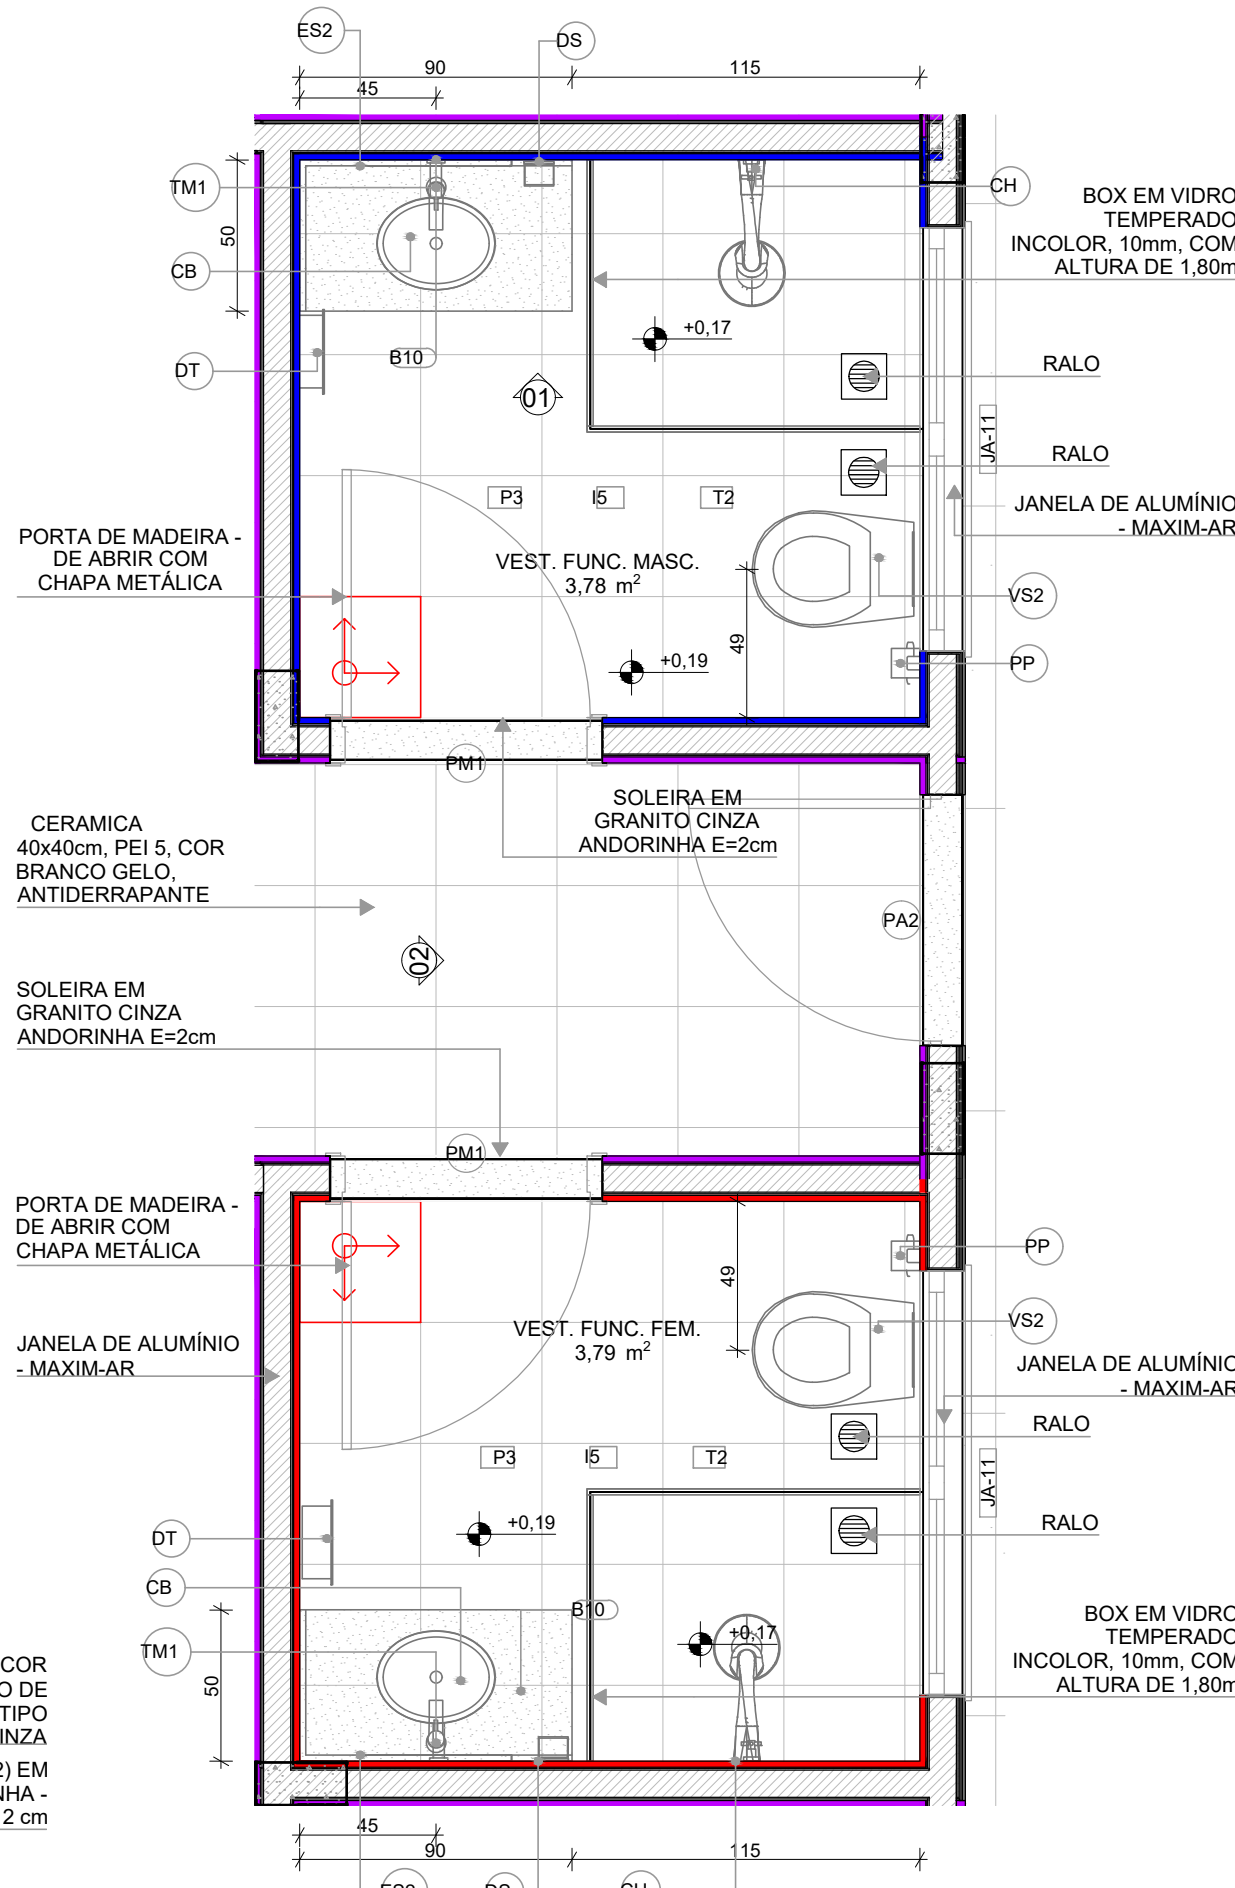 ES2
DS
90
115
45
TM1
CH
BOX EM VIDRO
TEMPERADO
INCOLOR, 10mm, COM
ALTURA DE 1,80m
50
CB
+0,17
B10
DT
RALO
01
JA-11
RALO
P3
I5
T2
JANELA DE ALUMÍNIO
- MAXIM-AR
PORTA DE MADEIRA -
DE ABRIR COM
CHAPA METÁLICA
VEST. FUNC. MASC.
3,78 m²
VS2
49
+0,19
PP
PM1
SOLEIRA EM
GRANITO CINZA
ANDORINHA E=2cm
CERAMICA
40x40cm, PEI 5, COR
BRANCO GELO,
ANTIDERRAPANTE
PA2
02
SOLEIRA EM
GRANITO CINZA
ANDORINHA E=2cm
PM1
PORTA DE MADEIRA -
DE ABRIR COM
CHAPA METÁLICA
PP
49
VS2
VEST. FUNC. FEM.
3,79 m²
JANELA DE ALUMÍNIO
- MAXIM-AR
JANELA DE ALUMÍNIO
- MAXIM-AR
RALO
P3
I5
T2
JA-11
+0,19
RALO
DT
CB
B10
BOX EM VIDRO
TEMPERADO
INCOLOR, 10mm, COM
ALTURA DE 1,80m
+0,17
TM1
50
COR
O DE
TIPO
INZA
2) EM
NHA -
2 cm
45
90
115
DS
CH